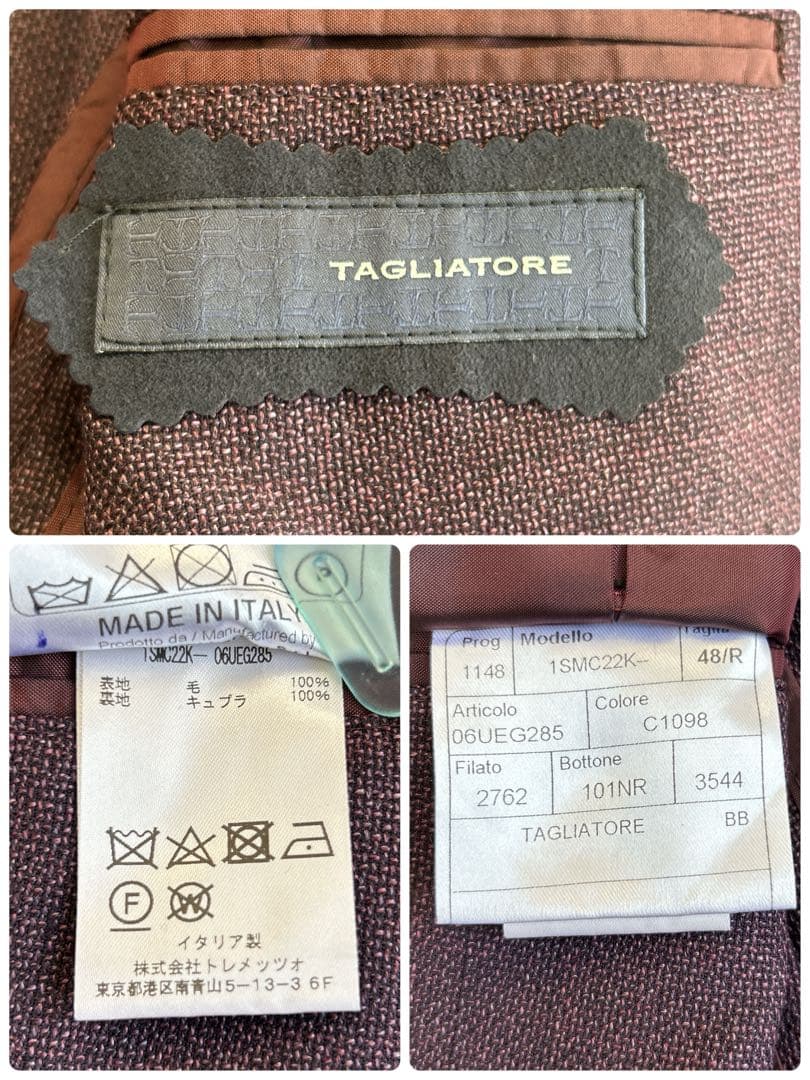 TAGLIATORE
MADE IN ITALY
Prodotto da / Manufactured by
1SMC22K-- 06UEG285
表地 毛 100%
裏地 キュプラ 100%
F W
イタリア製
株式会社トレメッツオ
東京都港区南青山5-13-3 6F
Prog Modello Taglia
1148 1SMC22K-- 48/R
Articolo Colore
06UEG285 C1098
Filato Bottone
2762 101NR 3544
TAGLIATORE BB